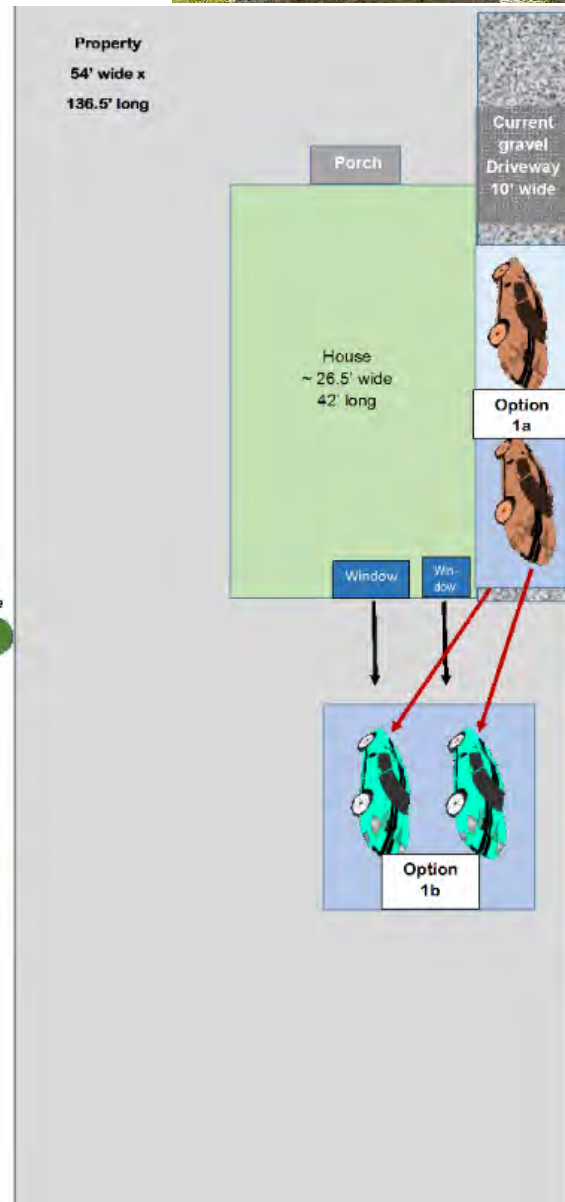 Property
54' wide x
136.5' long
Current
gravel
Driveway
10' wide
Porch
House
~ 26.5' wide
42' long
Option
1a
Window
Win-
dow
e
Option
1b